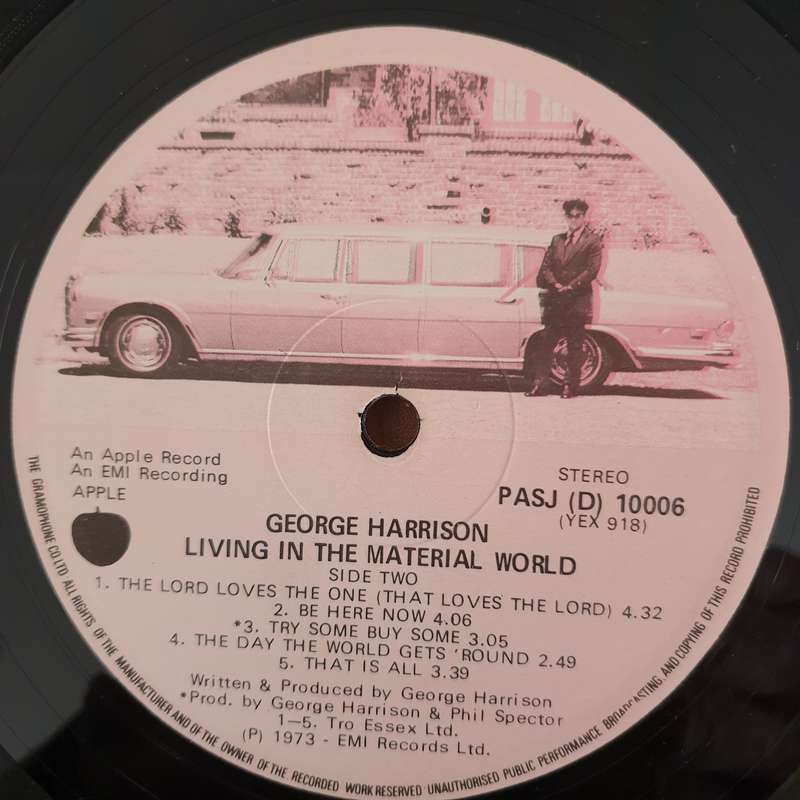 An Apple Record
An EMI Recording
APPLE
STEREO
PASJ (D) 10006
(YEX 918)
GEORGE HARRISON
LIVING IN THE MATERIAL WORLD
SIDE TWO
1. THE LORD LOVES THE ONE (THAT LOVES THE LORD) 4.32
2. BE HERE NOW 4.06
*3. TRY SOME BUY SOME 3.05
4. THE DAY THE WORLD GETS 'ROUND 2.49
5. THAT IS ALL 3.39
Written & Produced by George Harrison
*Prod. by George Harrison & Phil Spector
1—5. Tro Essex Ltd.
(P) 1973 - EMI Records Ltd.
THE GRAMOPHONE CO LTD ALL RIGHTS OF THE MANUFACTURER AND OF THE OWNER OF THE RECORDED WORK RESERVED UNAUTHORISED PUBLIC PERFORMANCE BROADCASTING AND COPYING OF THIS RECORD PROHIBITED